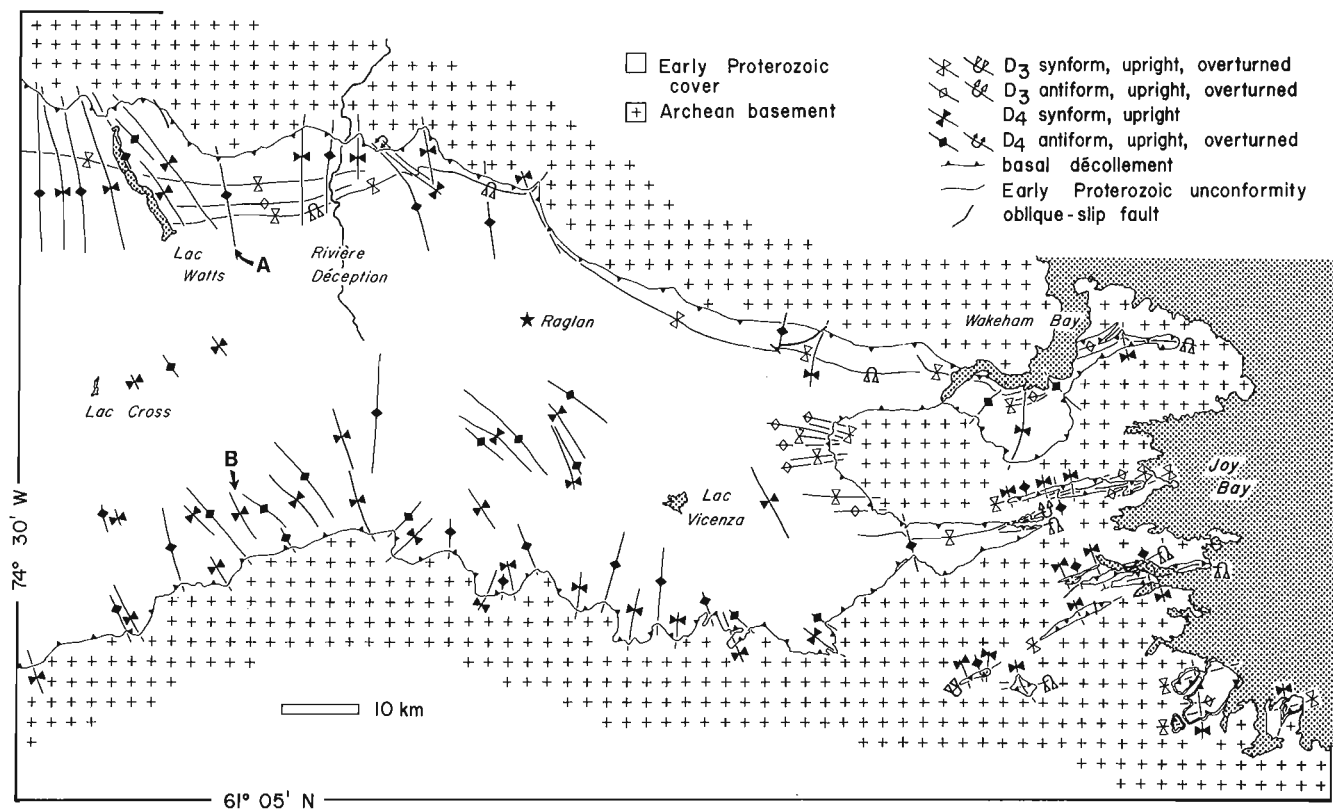 Early Proterozoic
cover
Archean basement
D3 synform, upright, overturned
D3 antiform, upright, overturned
D4 synform, upright
D4 antiform, upright, overturned
basal décollement
Early Proterozoic unconformity
oblique-slip fault
Lac
Watts
A
Rivière
Déception
Raglan
Wakeham Bay
Lac Cross
B
Lac
Vicenza
Joy
Bay
74° 30' W
10 km
61° 05' N